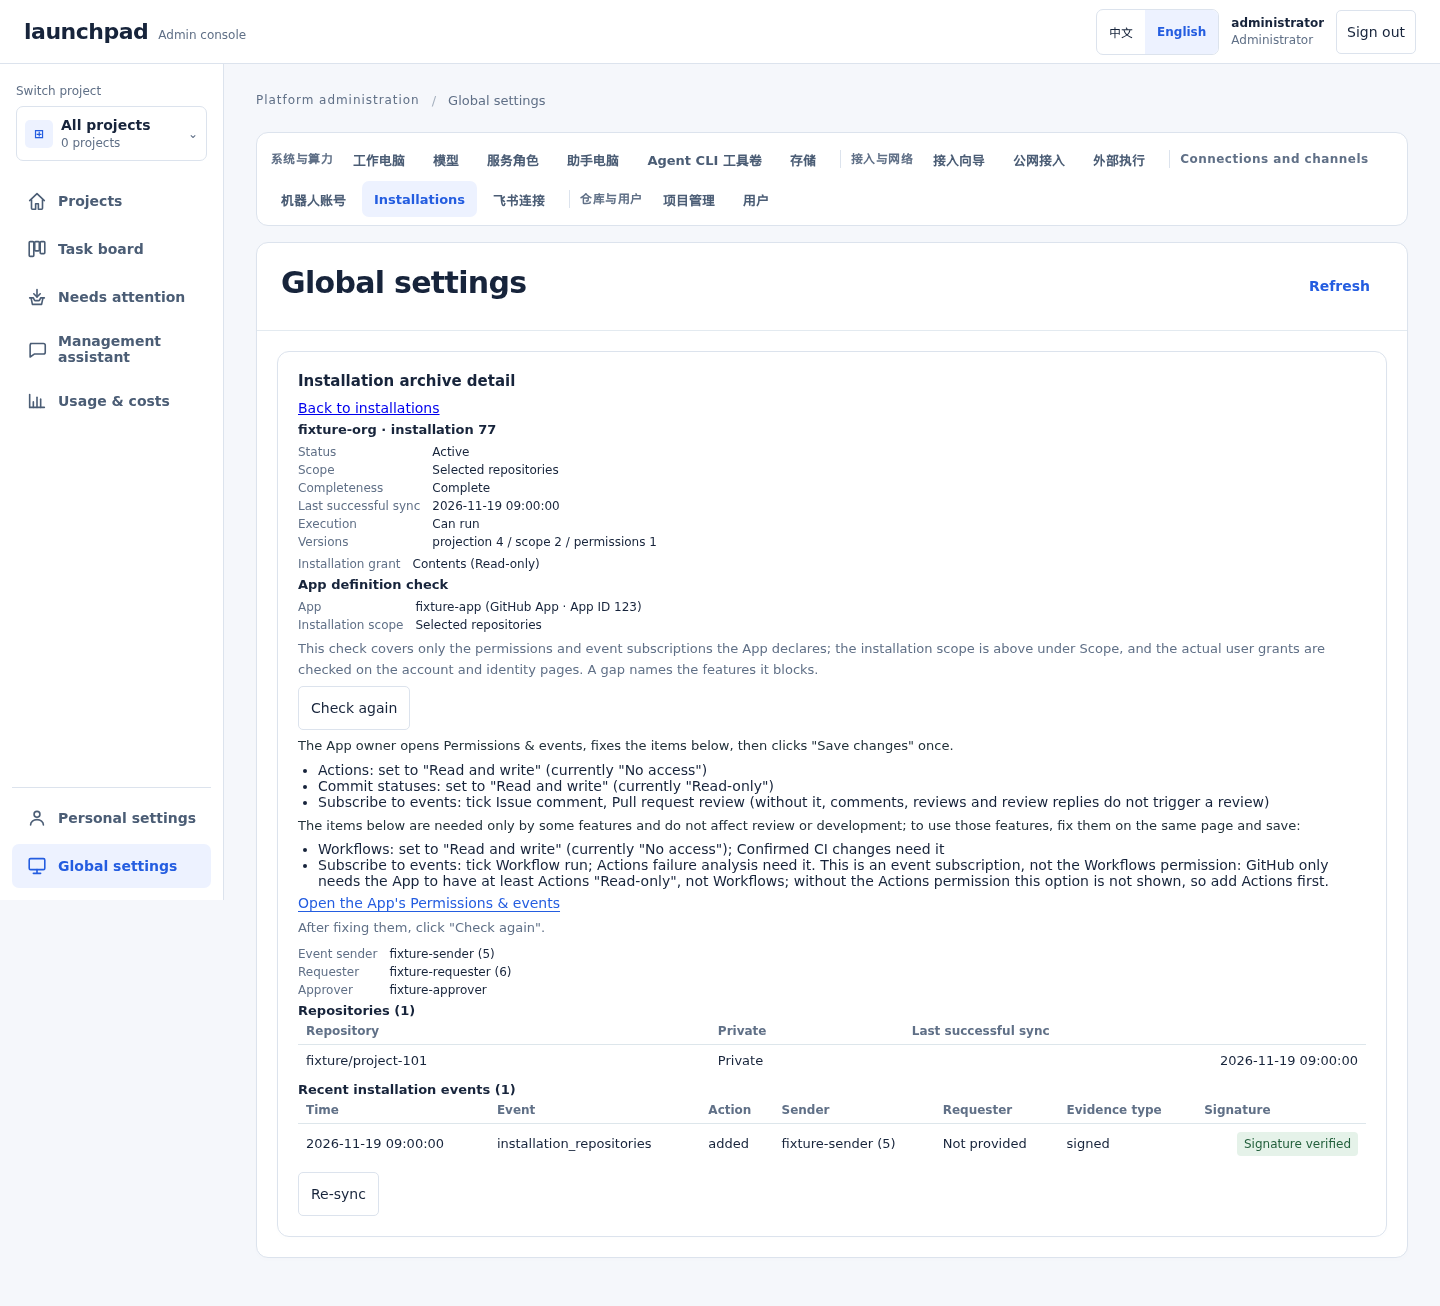 launchpad Admin console
中文 English administrator Administrator Sign out
Switch project
All projects
0 projects
Projects
Task board
Needs attention
Management
assistant
Usage & costs
Personal settings
Global settings
Platform administration / Global settings
系统与算力 工作电脑 模型 服务角色 助手电脑 Agent CLI 工具卷 存储 接入与网络 接入向导 公网接入 外部执行 Connections and channels
机器人账号 Installations 飞书连接 仓库与用户 项目管理 用户
Global settings
Refresh
Installation archive detail
Back to installations
fixture-org · installation 77
Status Active
Scope Selected repositories
Completeness Complete
Last successful sync 2026-11-19 09:00:00
Execution Can run
Versions projection 4 / scope 2 / permissions 1
Installation grant Contents (Read-only)
App definition check
App fixture-app (GitHub App · App ID 123)
Installation scope Selected repositories
This check covers only the permissions and event subscriptions the App declares; the installation scope is above under Scope, and the actual user grants are
checked on the account and identity pages. A gap names the features it blocks.
Check again
The App owner opens Permissions & events, fixes the items below, then clicks "Save changes" once.
• Actions: set to "Read and write" (currently "No access")
• Commit statuses: set to "Read and write" (currently "Read-only")
• Subscribe to events: tick Issue comment, Pull request review (without it, comments, reviews and review replies do not trigger a review)
The items below are needed only by some features and do not affect review or development; to use those features, fix them on the same page and save:
• Workflows: set to "Read and write" (currently "No access"); Confirmed CI changes need it
• Subscribe to events: tick Workflow run; Actions failure analysis need it. This is an event subscription, not the Workflows permission: GitHub only
needs the App to have at least Actions "Read-only", not Workflows; without the Actions permission this option is not shown, so add Actions first.
Open the App's Permissions & events
After fixing them, click "Check again".
Event sender fixture-sender (5)
Requester fixture-requester (6)
Approver fixture-approver
Repositories (1)
Repository Private Last successful sync
fixture/project-101 Private 2026-11-19 09:00:00
Recent installation events (1)
Time Event Action Sender Requester Evidence type Signature
2026-11-19 09:00:00 installation_repositories added fixture-sender (5) Not provided signed Signature verified
Re-sync